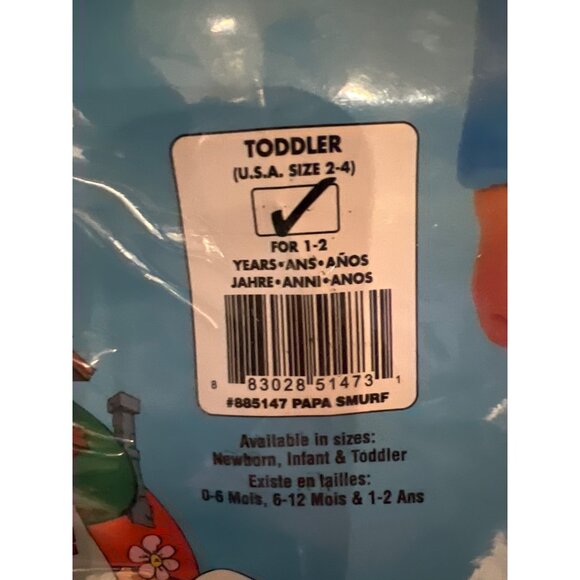 TODDLER
(U.S.A. SIZE 2-4)
FOR 1-2
YEARS•ANS•AÑOS
JAHRE•ANNI•ANOS
8 83028 51473 1
#885147 PAPA SMURF
Available in sizes:
Newborn, Infant & Toddler
Existe en tailles:
0-6 Mois, 6-12 Mois & 1-2 Ans